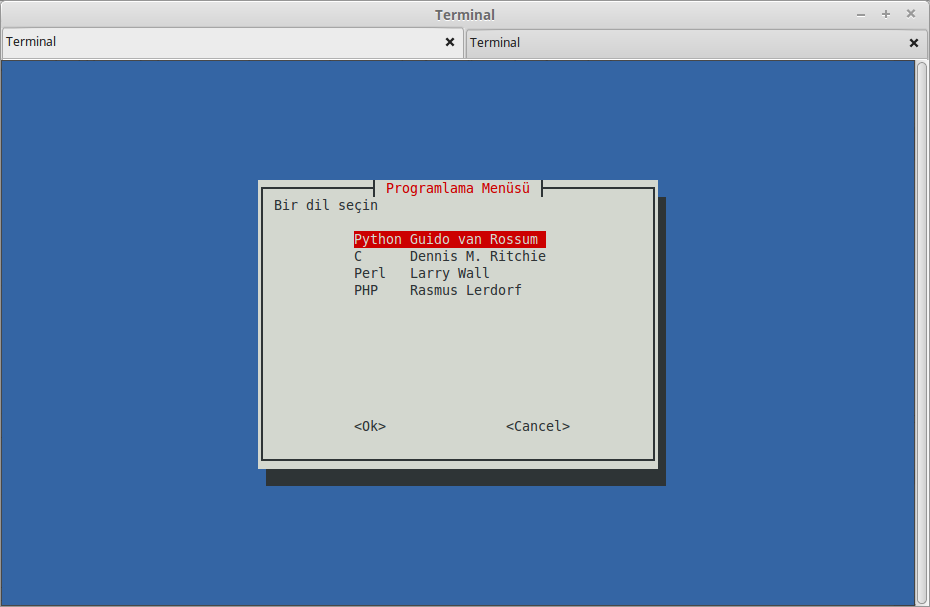 Terminal
Terminal
Terminal
Programlama Menüsü
Bir dil seçin
Python Guido van Rossum
C Dennis M. Ritchie
Perl Larry Wall
PHP Rasmus Lerdorf
<Ok> <Cancel>